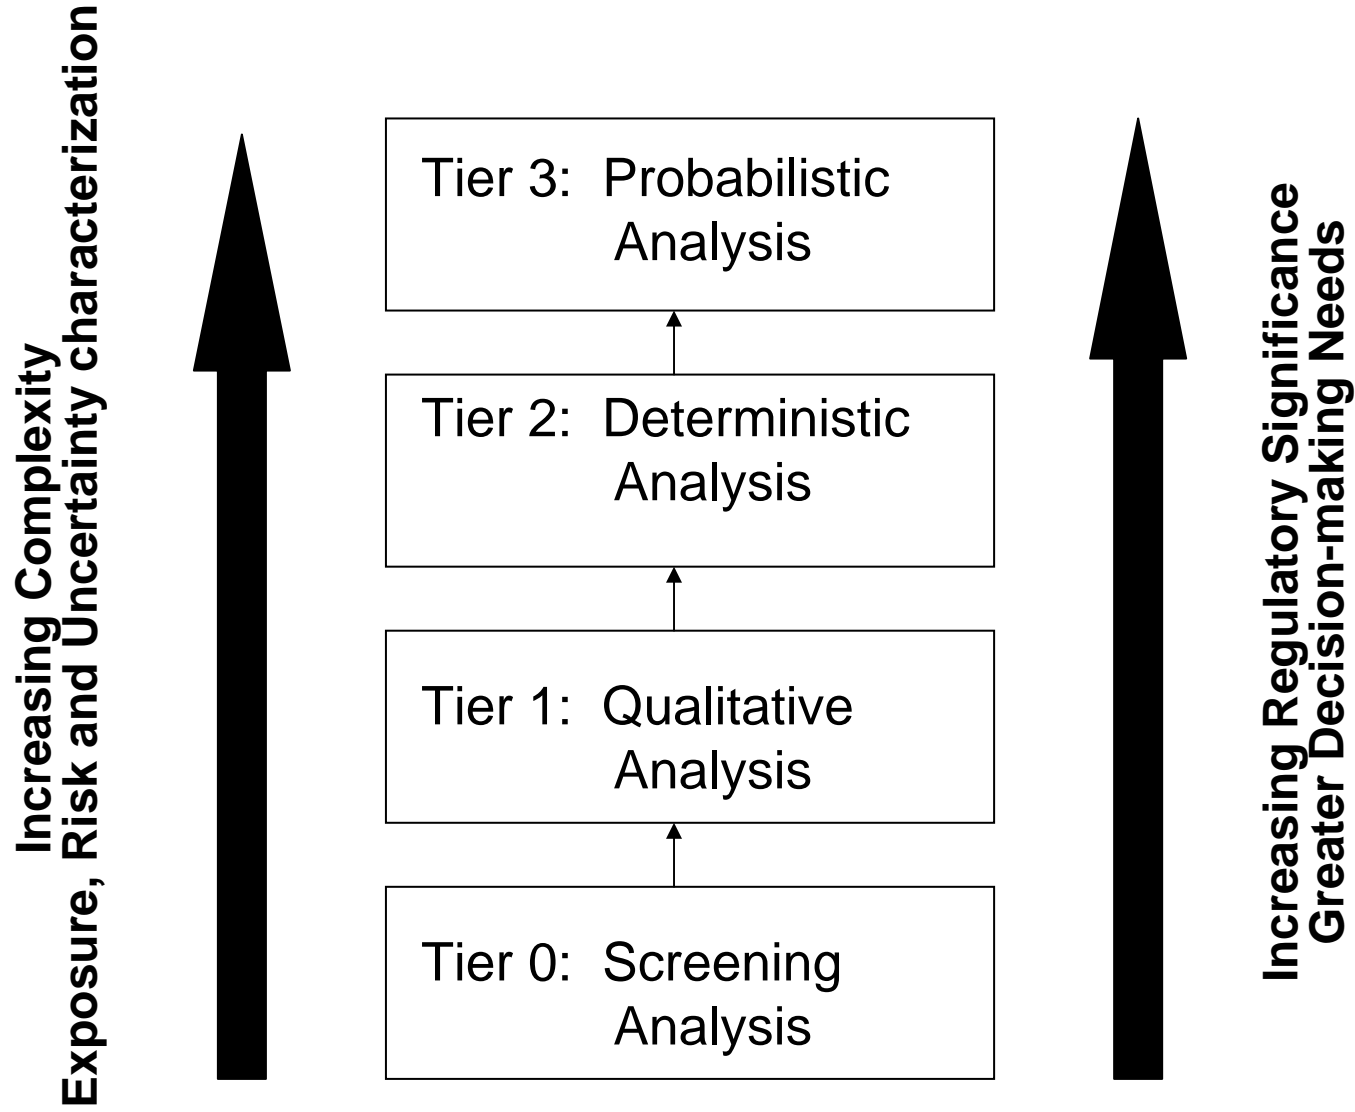 Increasing Complexity
Exposure, Risk and Uncertainty characterization
Tier 3: Probabilistic
Analysis
Tier 2: Deterministic
Analysis
Tier 1: Qualitative
Analysis
Tier 0: Screening
Analysis
Increasing Regulatory Significance
Greater Decision-making Needs